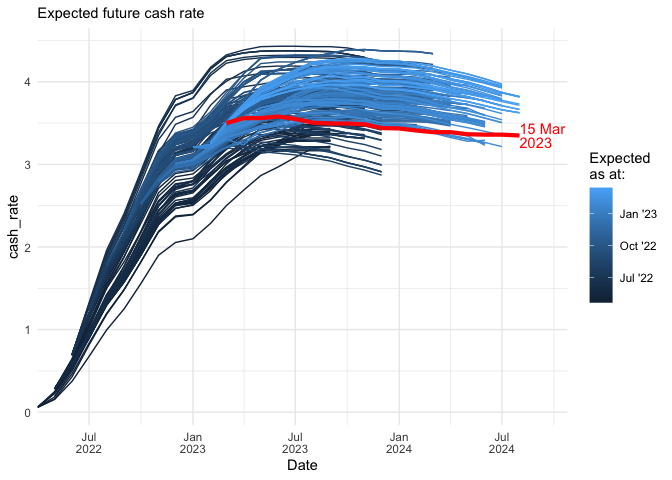 Expected future cash rate
cash_rate
4
3
2
1
0
15 Mar
2023
Expected
as at:
Jan '23
Oct '22
Jul '22
Jul
2022
Jan
2023
Jul
2023
Jan
2024
Jul
2024
Date